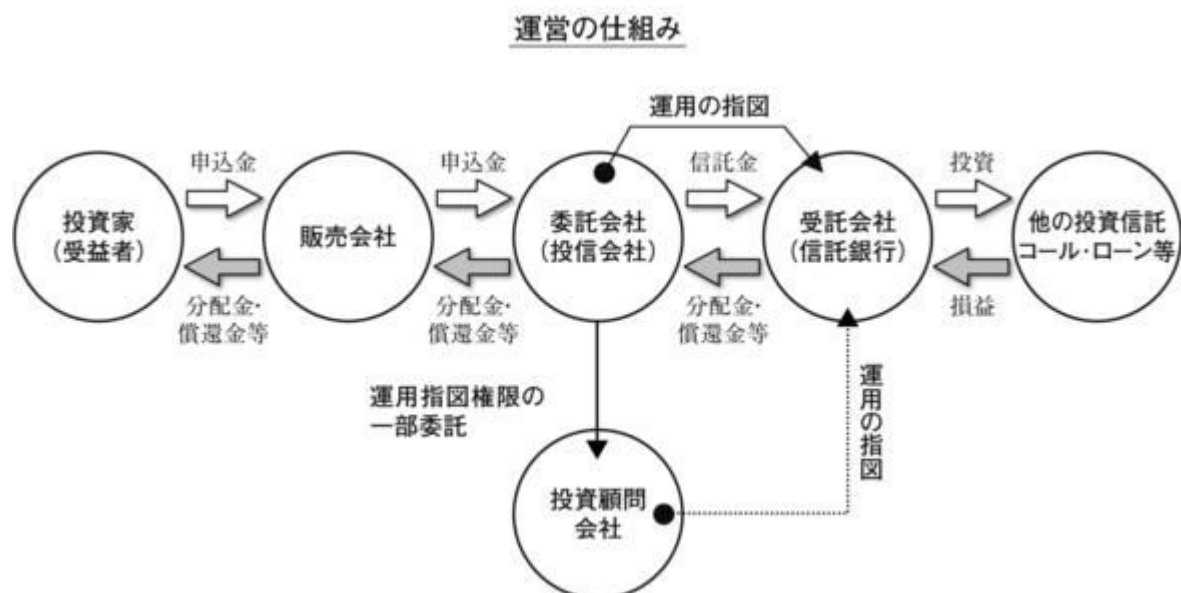 運営の仕組み
運用の指図
申込金
申込金
信託金
投資
投資家
(受益者)
販売会社
委託会社
(投信会社)
受託会社
(信託銀行)
他の投資信託
コール・ローン等
分配金・
償還金等
分配金・
償還金等
分配金・
償還金等
損益
運用指図権限の
一部委託
運用の指図
投資顧問
会社